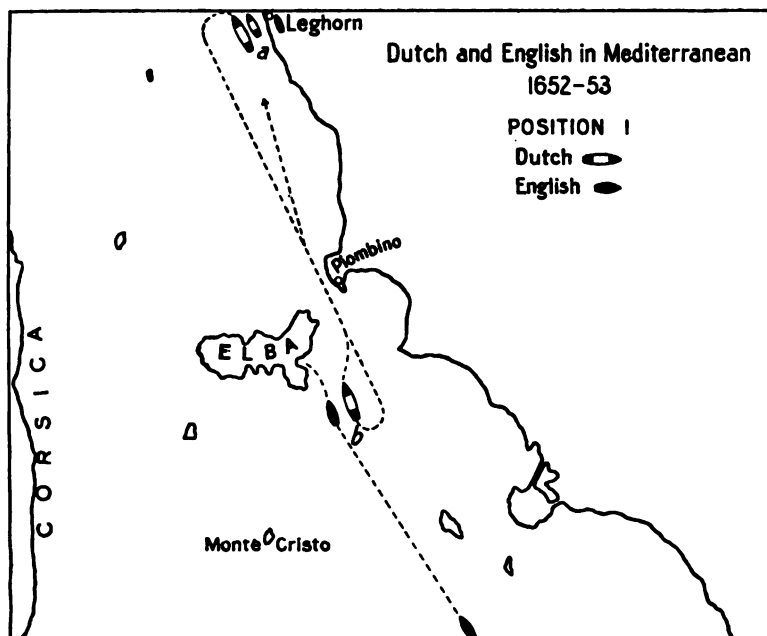 Leghorn
a
Dutch and English in Mediterranean
1652-53
POSITION 1
Dutch
English
Piombino
ELBA
CORSICA
b
Monte Cristo